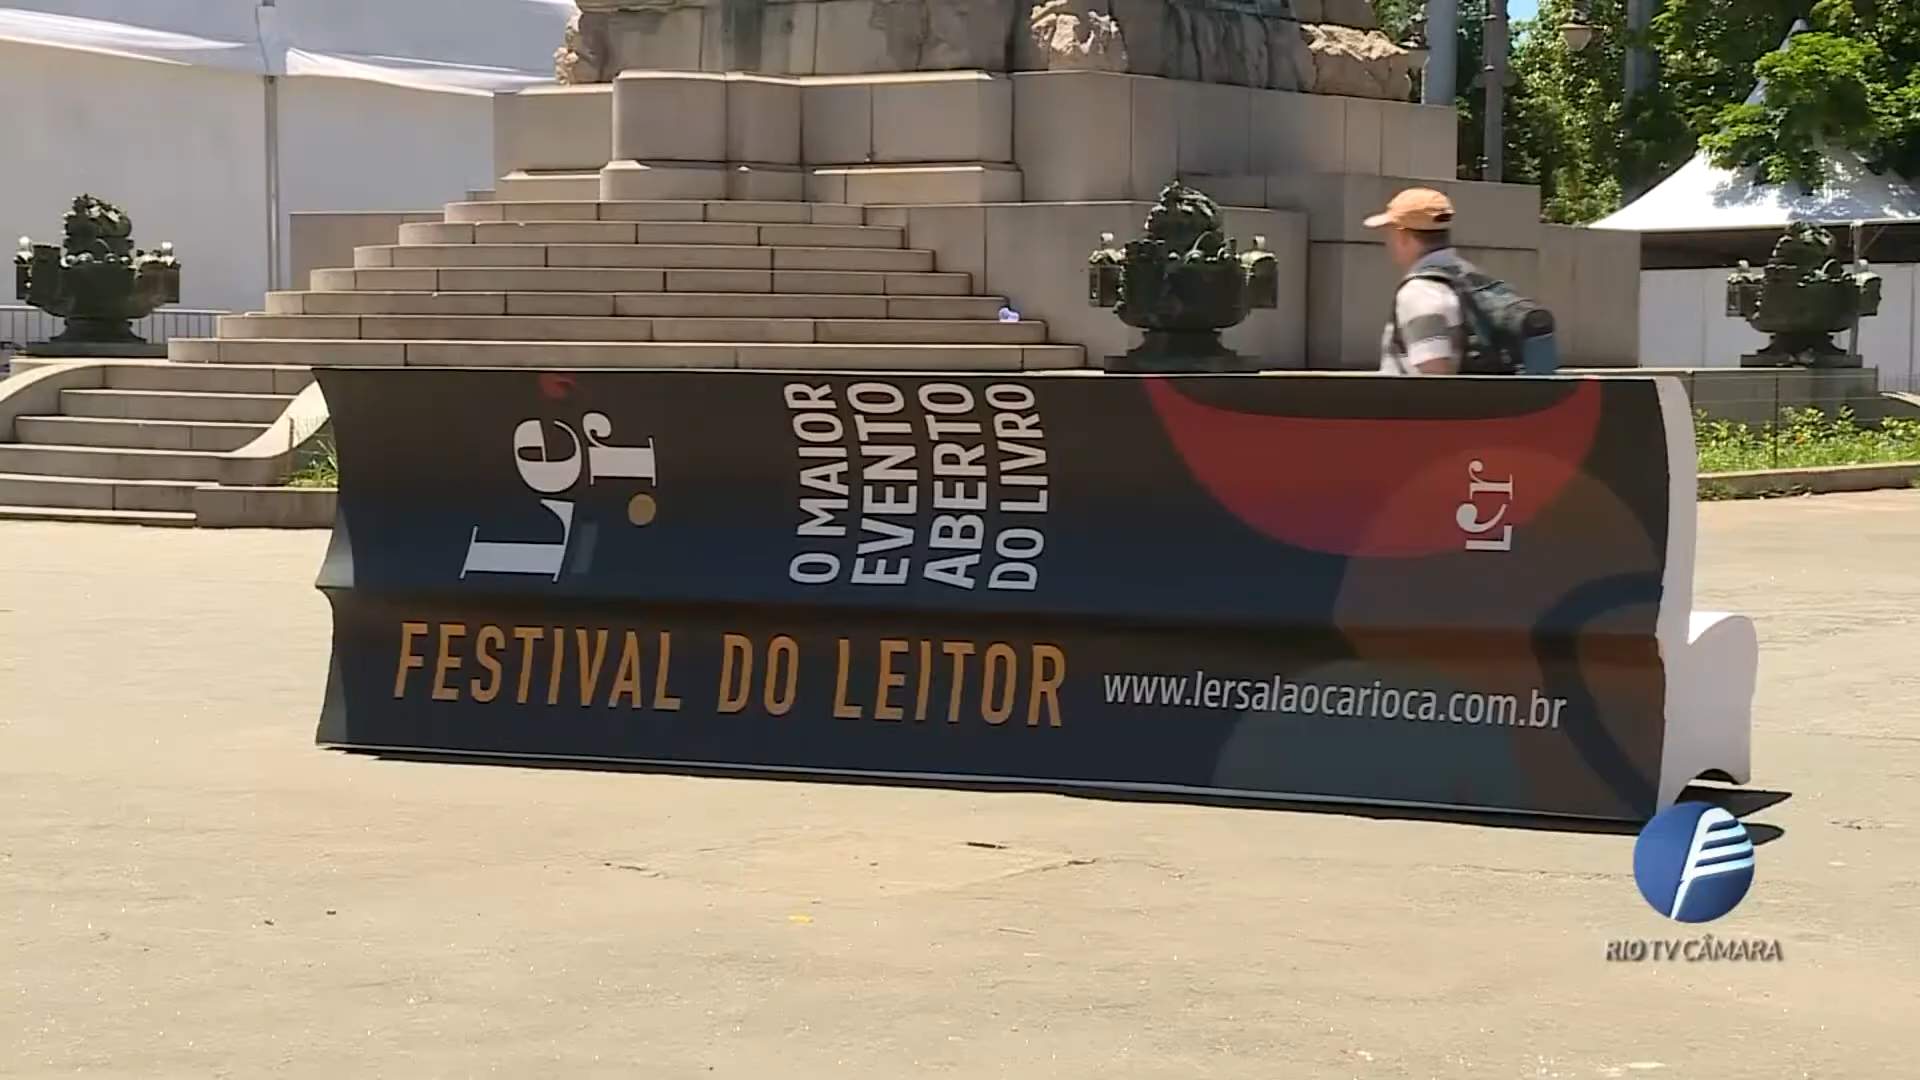 Ler
O MAIOR
EVENTO
ABERTO
DO LIVRO
Ler
FESTIVAL DO LEITOR
www.lersalaocarioca.com.br
RIO TV CÂMARA